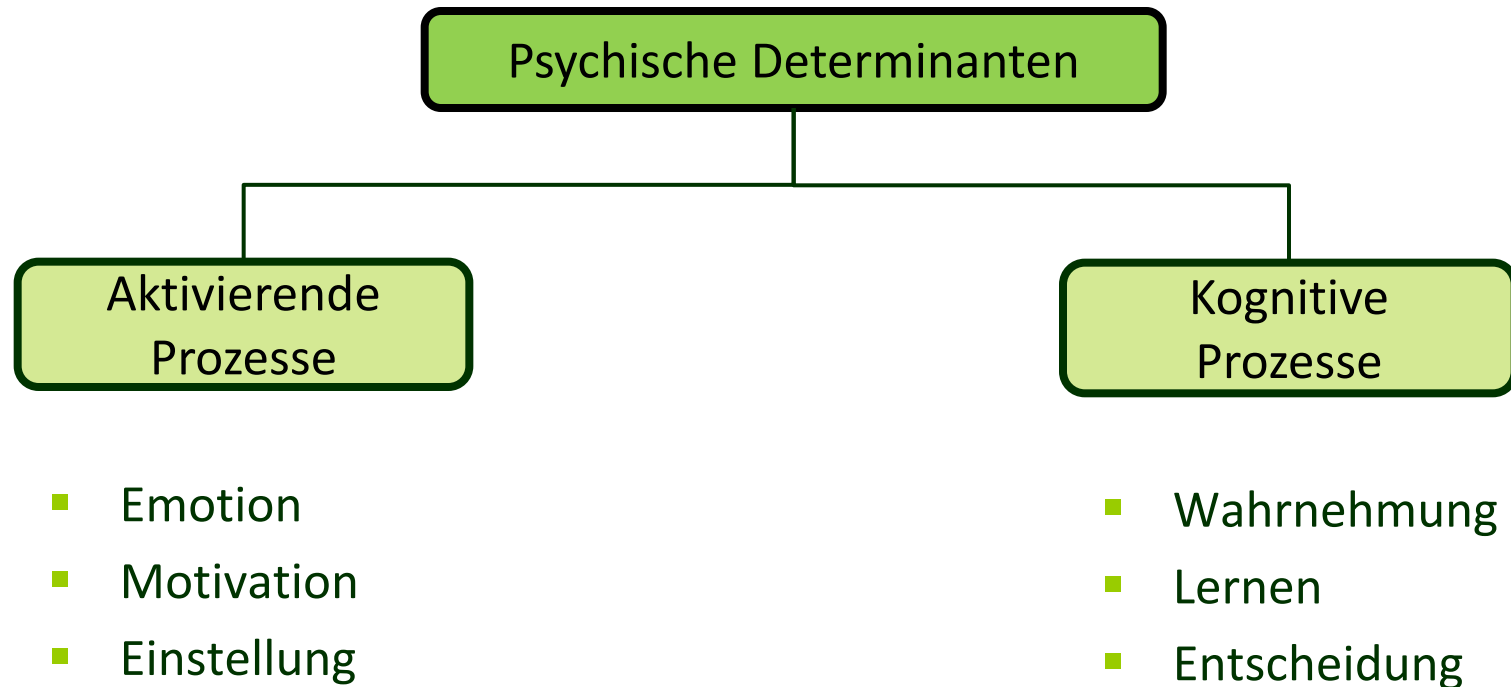 Psychische Determinanten
Aktivierende
Prozesse
Kognitive
Prozesse
Emotion
Motivation
Einstellung
Wahrnehmung
Lernen
Entscheidung